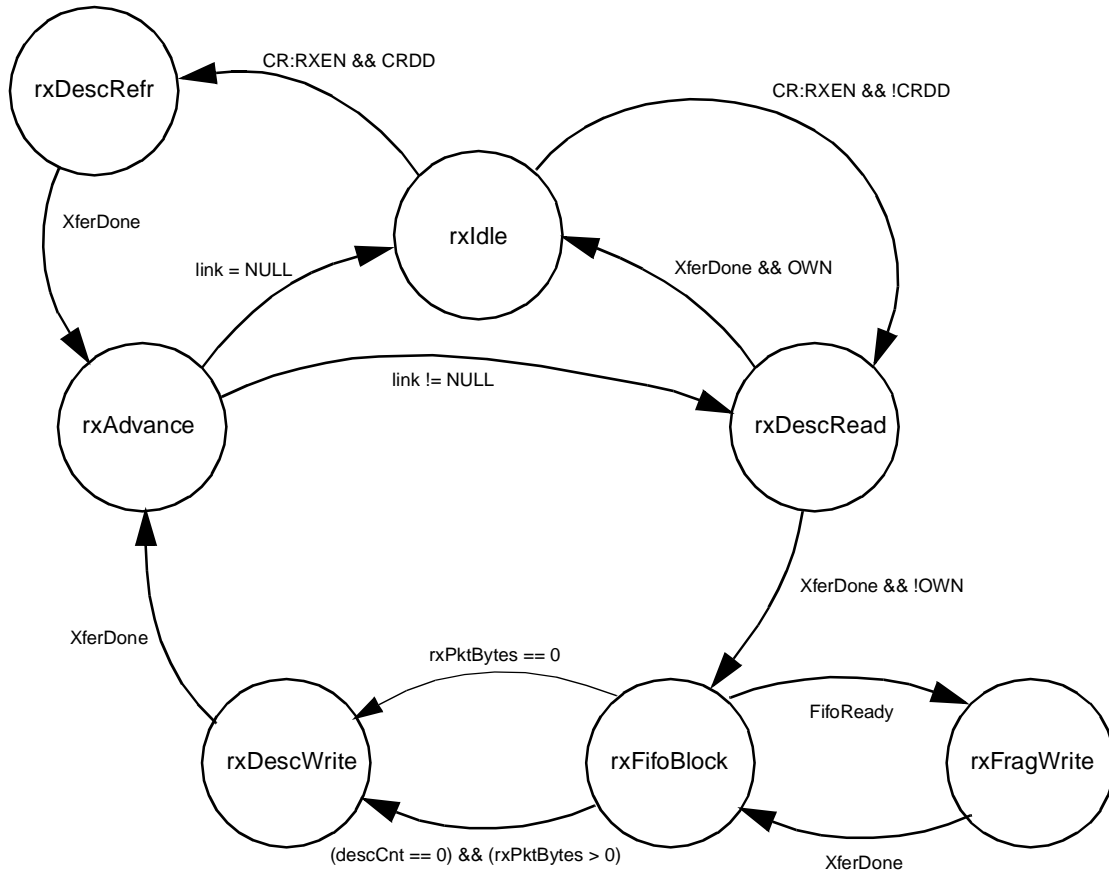 CR:RXEN && CRDD
rxDescRefr
CR:RXEN && !CRDD
XferDone
rxIdle
link = NULL
XferDone && OWN
link != NULL
rxAdvance
rxDescRead
XferDone && !OWN
XferDone
rxPktBytes == 0
FifoReady
rxDescWrite
rxFifoBlock
rxFragWrite
(descCnt == 0) && (rxPktBytes > 0)
XferDone